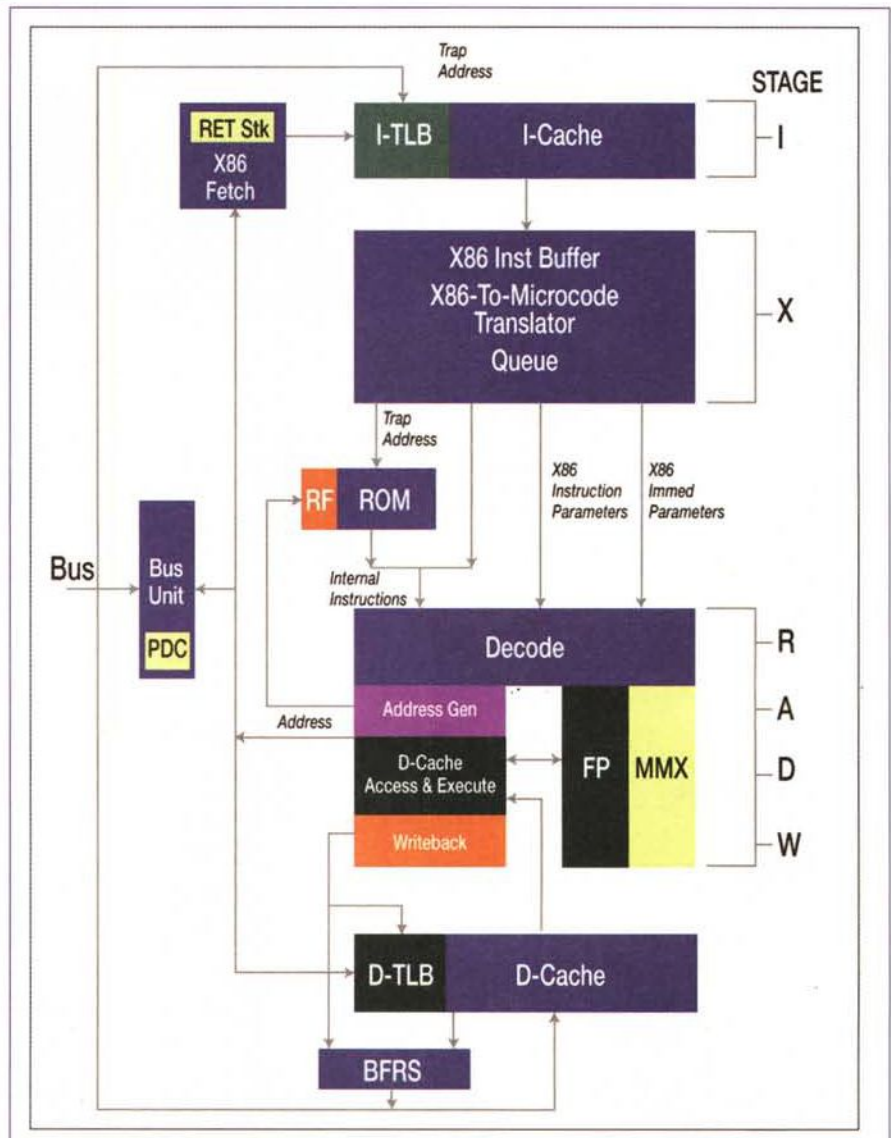 Trap
Address
STAGE
RET Stk
X86
Fetch
I-TLB
I-Cache
I
X86 Inst Buffer
X86-To-Microcode
Translator
Queue
X
Trap
Address
RF
ROM
X86
Instruction
Parameters
X86
Immed
Parameters
Bus
Bus
Unit
PDC
Internal
Instructions
Decode
R
Address Gen
A
Address
D-Cache
Access & Execute
FP
MMX
D
Writeback
W
D-TLB
D-Cache
BFRS